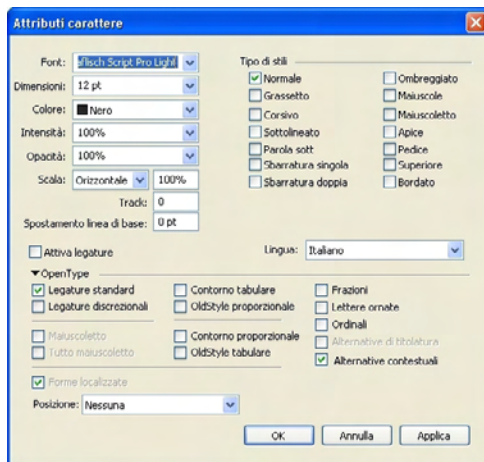 Attributi carattere
Font: eflisch Script Pro Light
Dimensioni: 12 pt
Colore: Nero
Intensità: 100%
Opacità: 100%
Scala: Orizzontale 100%
Track: 0
Spostamento linea di base: 0 pt
Tipo di stili
Normale
Grassetto
Corsivo
Sottolineato
Parola sott
Sbarratura singola
Sbarratura doppia
Ombreggiato
Maiuscole
Maiuscoletto
Apice
Pedice
Superiore
Bordato
Attiva legature
Lingua: Italiano
OpenType
Legature standard
Legature discrezionali
Maiuscoletto
Tutto maiuscoletto
Contorno tabulare
OldStyle proporzionale
Contorno proporzionale
OldStyle tabulare
Frazioni
Lettere ornate
Ordinali
Alternative di titolatura
Alternative contestuali
Forme localizzate
Posizione: Nessuna
OK
Annulla
Applica